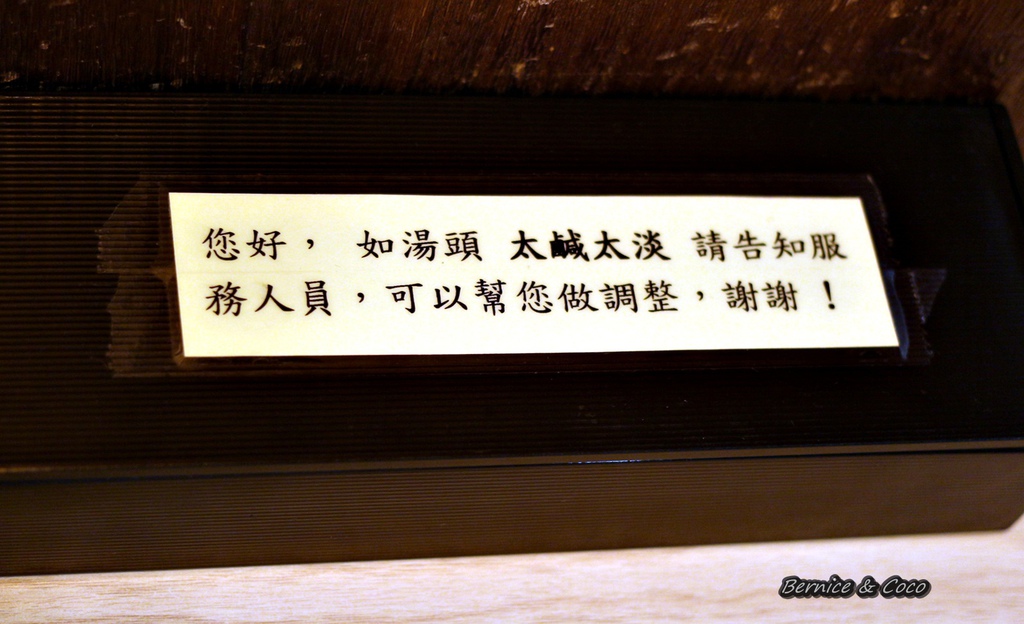 您好， 如湯頭 太鹹太淡 請告知服
務人員，可以幫您做調整，謝謝！
Bernice & Coco